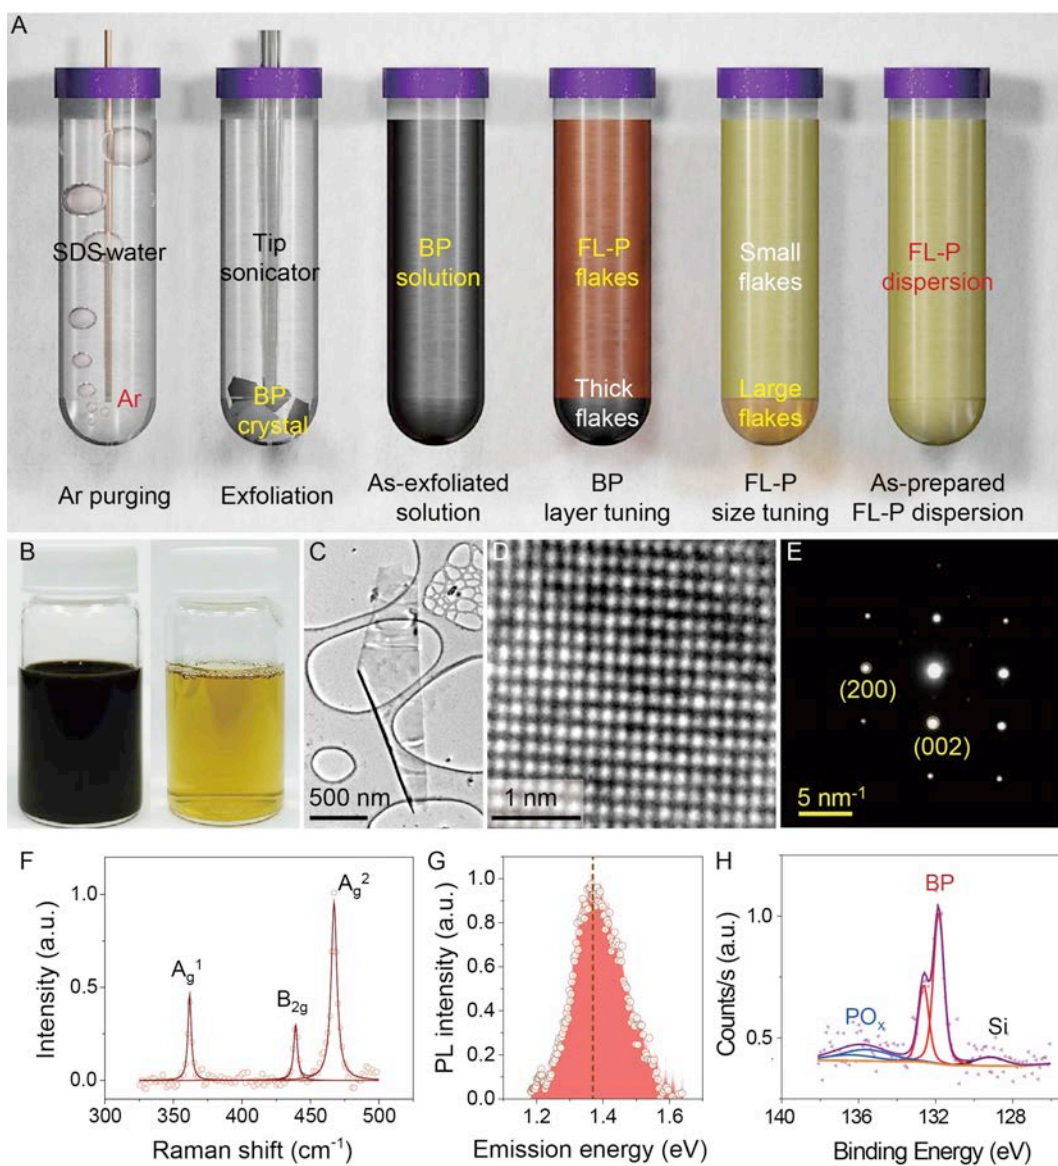 A
SDS-water
Ar
Ar purging
Tip
sonicator
BP
crystal
Exfoliation
BP
solution
As-exfoliated
solution
FL-P
flakes
Thick
flakes
BP
layer tuning
Small
flakes
Large
flakes
FL-P
size tuning
FL-P
dispersion
As-prepared
FL-P dispersion
B
C
500 nm
D
1 nm
E
(200)
(002)
5 nm⁻¹
F
Intensity (a.u.)
1.0
0.5
0.0
A_g¹
B₂g
A_g²
300
350
400
450
500
Raman shift (cm⁻¹)
G
PL intensity (a.u.)
1.0
0.8
0.6
0.4
0.2
0.0
1.2
1.4
1.6
Emission energy (eV)
H
Counts/s (a.u.)
1.0
0.5
BP
POₓ
Si
140
136
132
128
Binding Energy (eV)